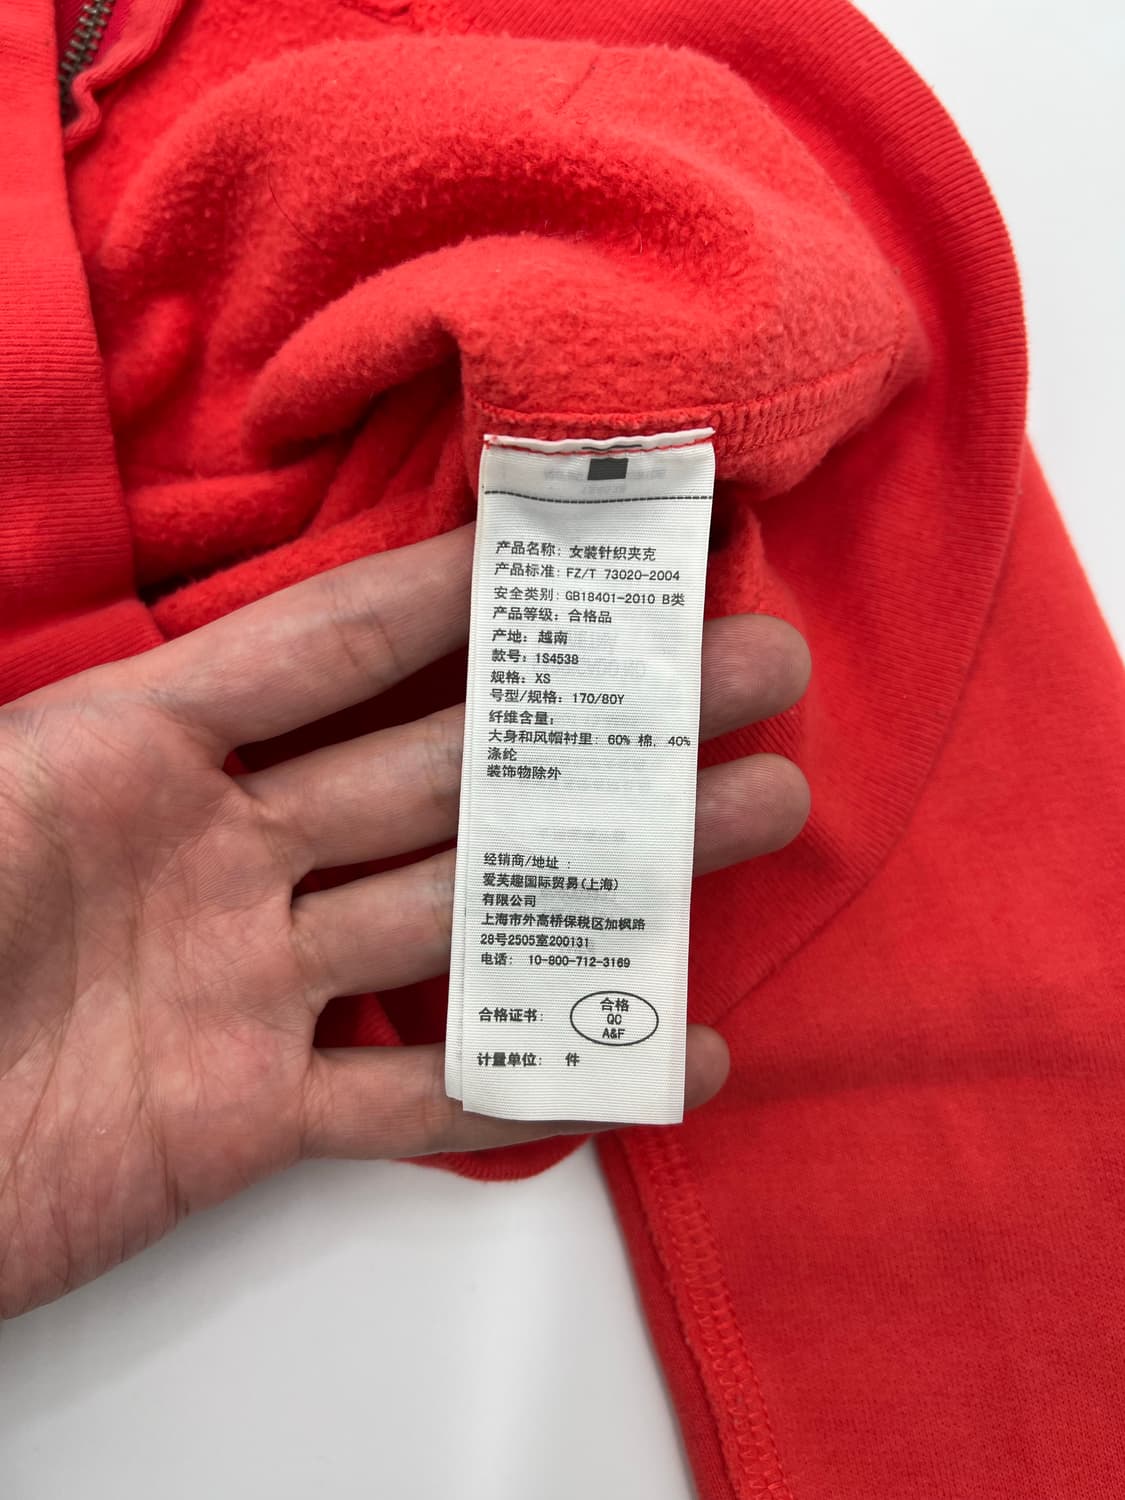 产品名称: 女装针织夹克
产品标准: FZ/T 73020-2004
安全类别: GB18401-2010 B类
产品等级: 合格品
产地: 越南
款号: 1S4538
规格: XS
号型/规格: 170/80Y
纤维含量:
大身和风帽衬里: 60% 棉, 40%
涤纶
装饰物除外
经销商/地址 :
爱芙趣国际贸易(上海)
有限公司
上海市外高桥保税区加枫路
28号2505室200131
电话: 10-800-712-3169
合格证书:
合格
QC
A&F
计量单位: 件